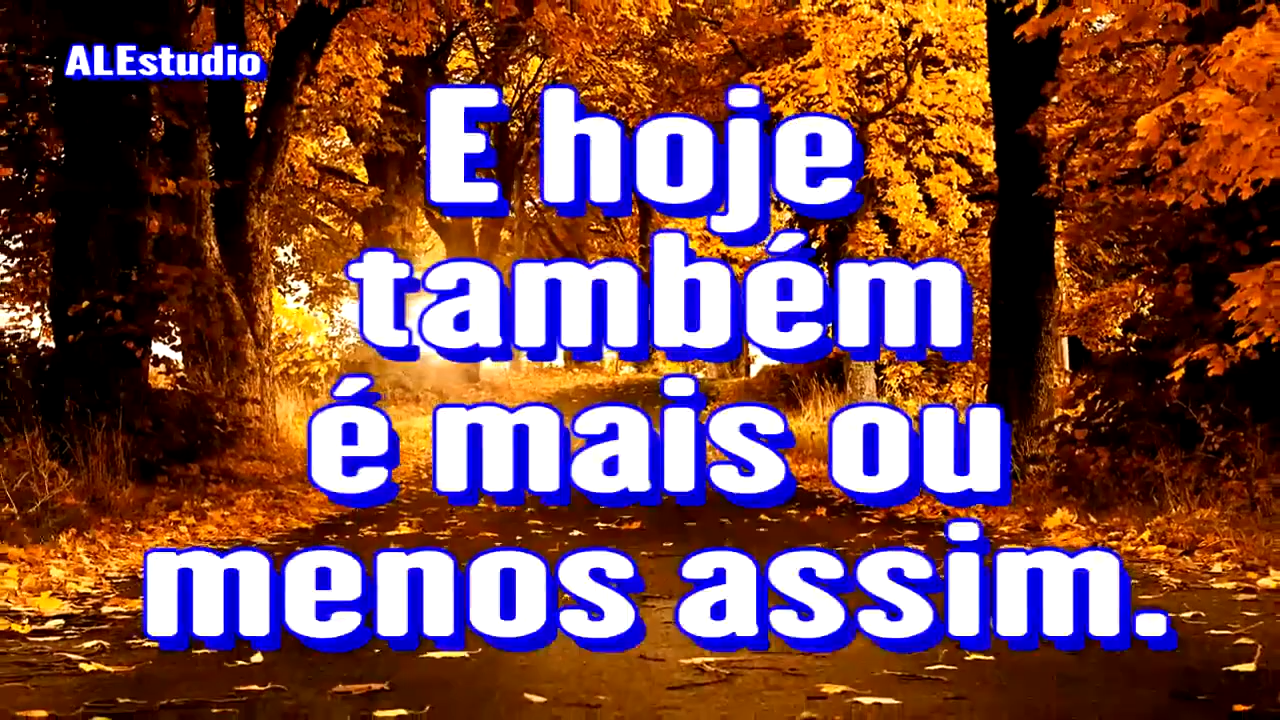 ALEstudio
E hoje
também
é mais ou
menos assim.